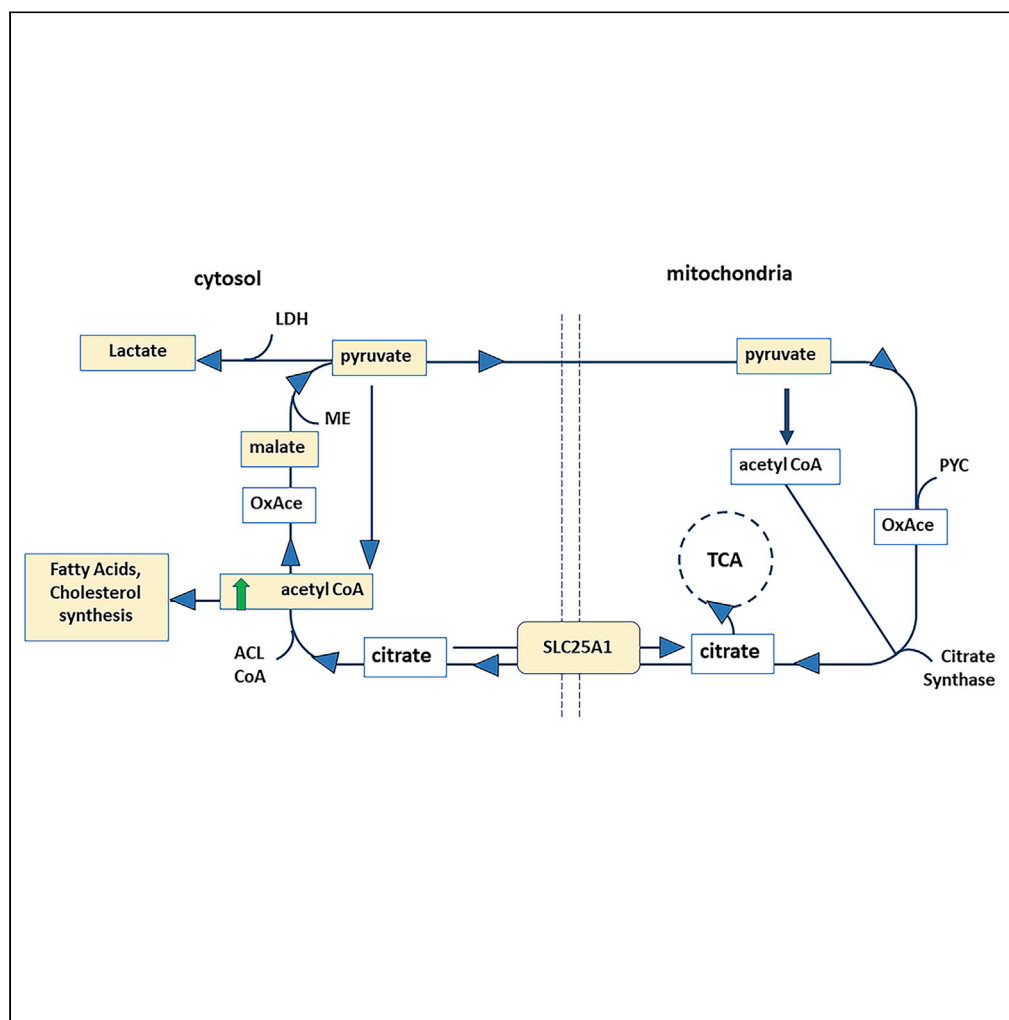 cytosol
mitochondria
LDH
Lactate
pyruvate
pyruvate
ME
malate
acetyl CoA
PYC
OxAce
OxAce
TCA
Fatty Acids,
Cholesterol
synthesis
acetyl CoA
ACL
CoA
citrate
SLC25A1
citrate
Citrate
Synthase